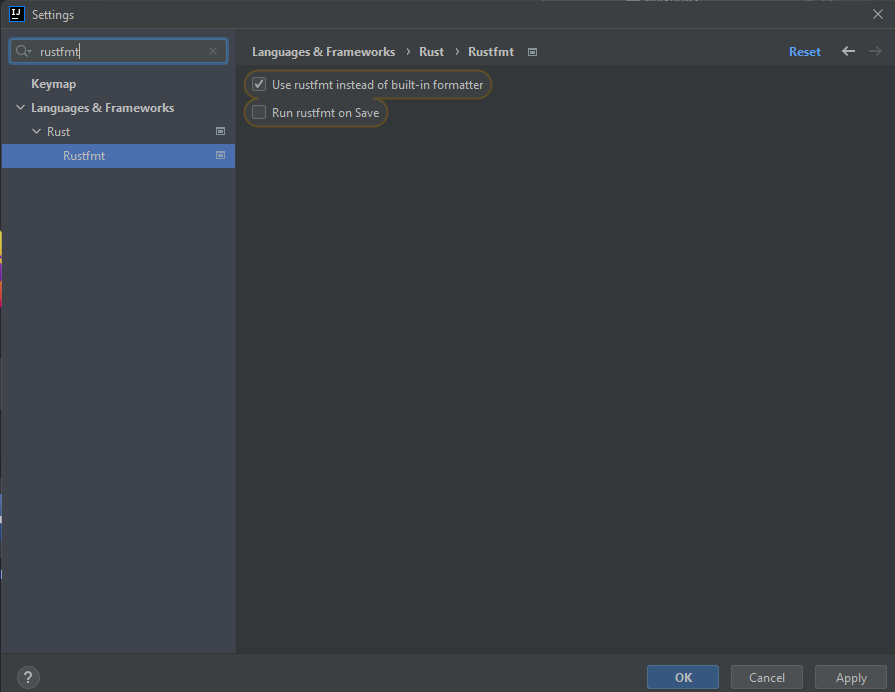 IJ Settings
rustfmt
Keymap
Languages & Frameworks
Rust
Rustfmt
Languages & Frameworks › Rust › Rustfmt
Reset
Use rustfmt instead of built-in formatter
Run rustfmt on Save
?
OK
Cancel
Apply